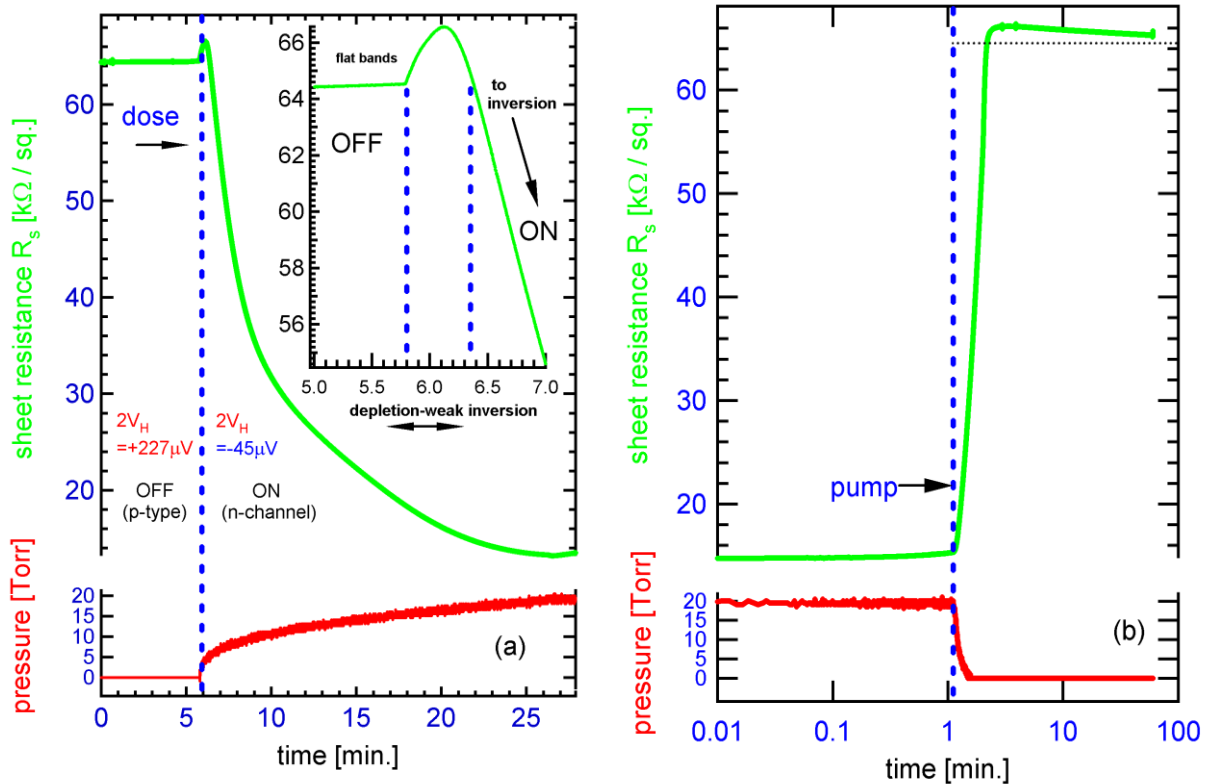 sheet resistance Rₛ [kΩ / sq.]
60
50
40
30
20
dose
2V_H
=+227μV
2V_H
=-45μV
OFF
(p-type)
ON
(n-channel)
66
64
62
60
58
56
flat bands
OFF
to
inversion
ON
5.0
5.5
6.0
6.5
7.0
depletion-weak inversion
pressure [Torr]
20
15
10
5
0
(a)
0
5
10
15
20
25
time [min.]
sheet resistance Rₛ [kΩ / sq.]
60
50
40
30
20
pump
pressure [Torr]
20
15
10
5
0
(b)
0.01
0.1
1
10
100
time [min.]